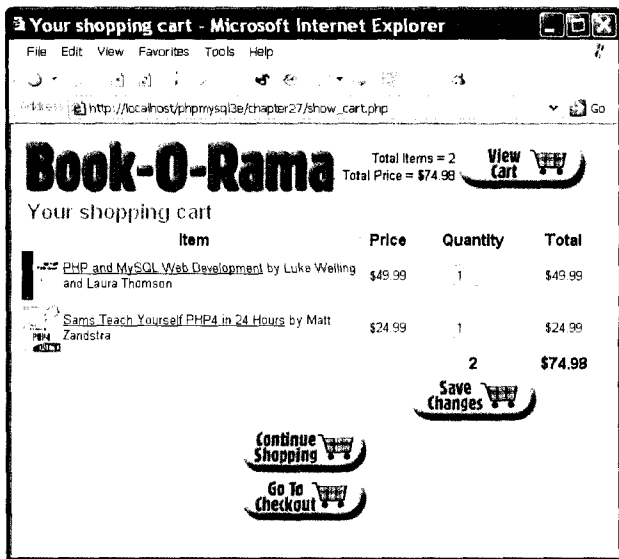 Your shopping cart - Microsoft Internet Explorer
File Edit View Favorites Tools Help
Address http://localhost/phpmysql3e/chapter27/show_cart.php Go
Book-O-Rama
Total Items = 2
Total Price = $74.98
View Cart
Your shopping cart
Item Price Quantity Total
PHP and MySQL Web Development by Luke Welling and Laura Thomson $49.99 1 $49.99
Sams Teach Yourself PHP4 in 24 Hours by Matt Zandstra $24.99 1 $24.99
PHP4
2 $74.98
Save Changes
Continue Shopping
Go To Checkout